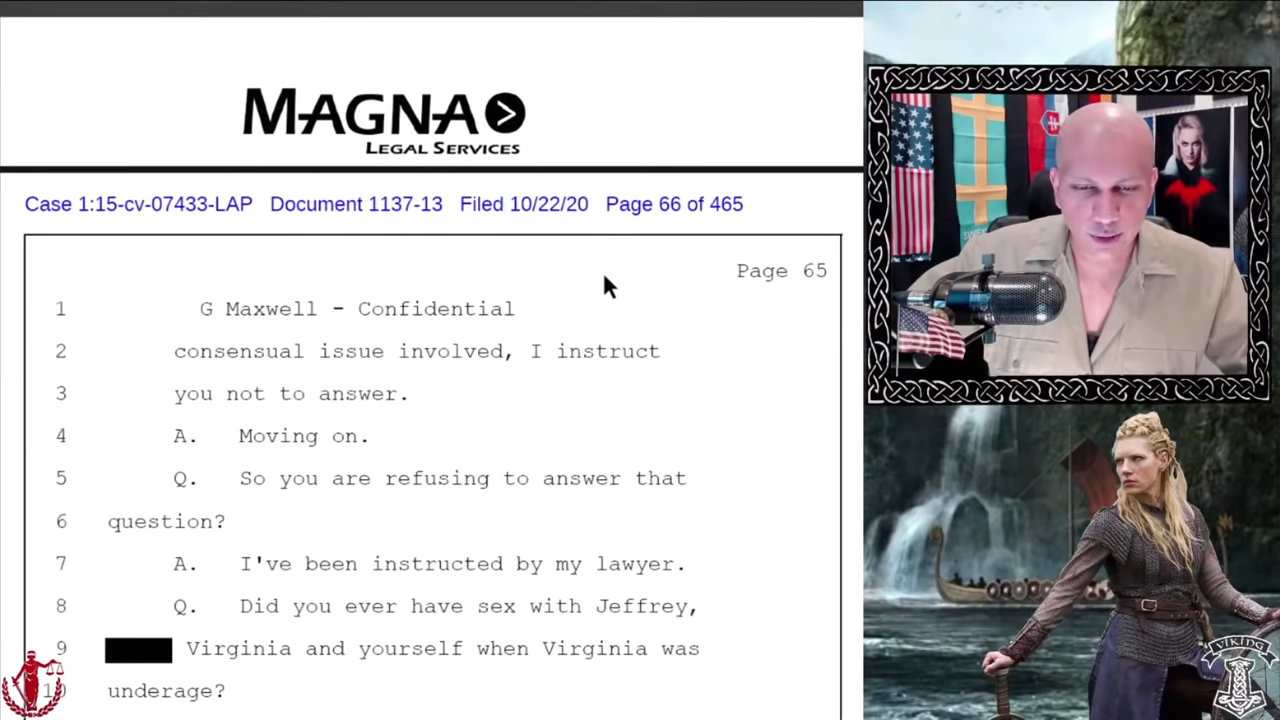 MAGNA
LEGAL SERVICES
Case 1:15-cv-07433-LAP Document 1137-13 Filed 10/22/20 Page 66 of 465
Page 65
1 G Maxwell - Confidential
2 consensual issue involved, I instruct
3 you not to answer.
4 A. Moving on.
5 Q. So you are refusing to answer that
6 question?
7 A. I've been instructed by my lawyer.
8 Q. Did you ever have sex with Jeffrey,
9 Virginia and yourself when Virginia was
10 underage?
VIKING